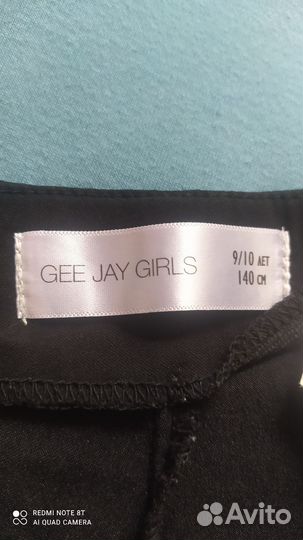 GEE JAY GIRLS
9/10 ЛЕТ
140 СМ
REDMI NOTE 8T
AI QUAD CAMERA
Avito